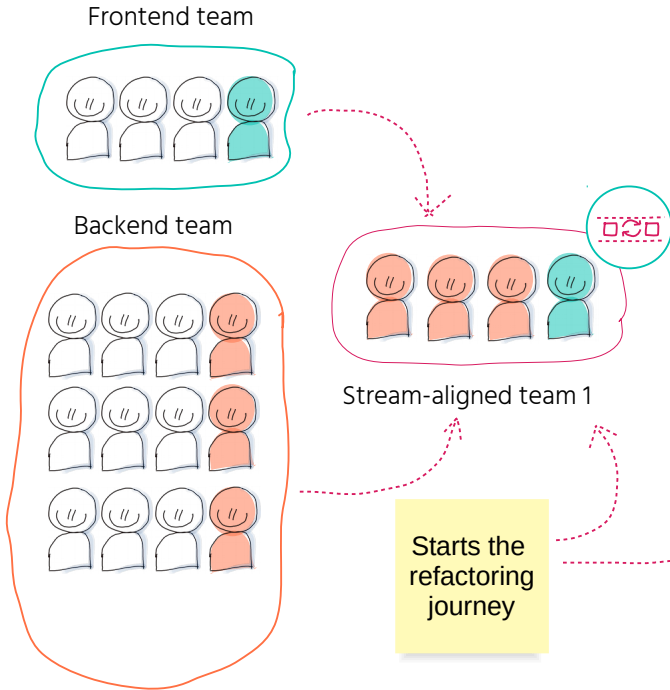 Frontend team
Backend team
Stream-aligned team 1
Starts the
refactoring
journey